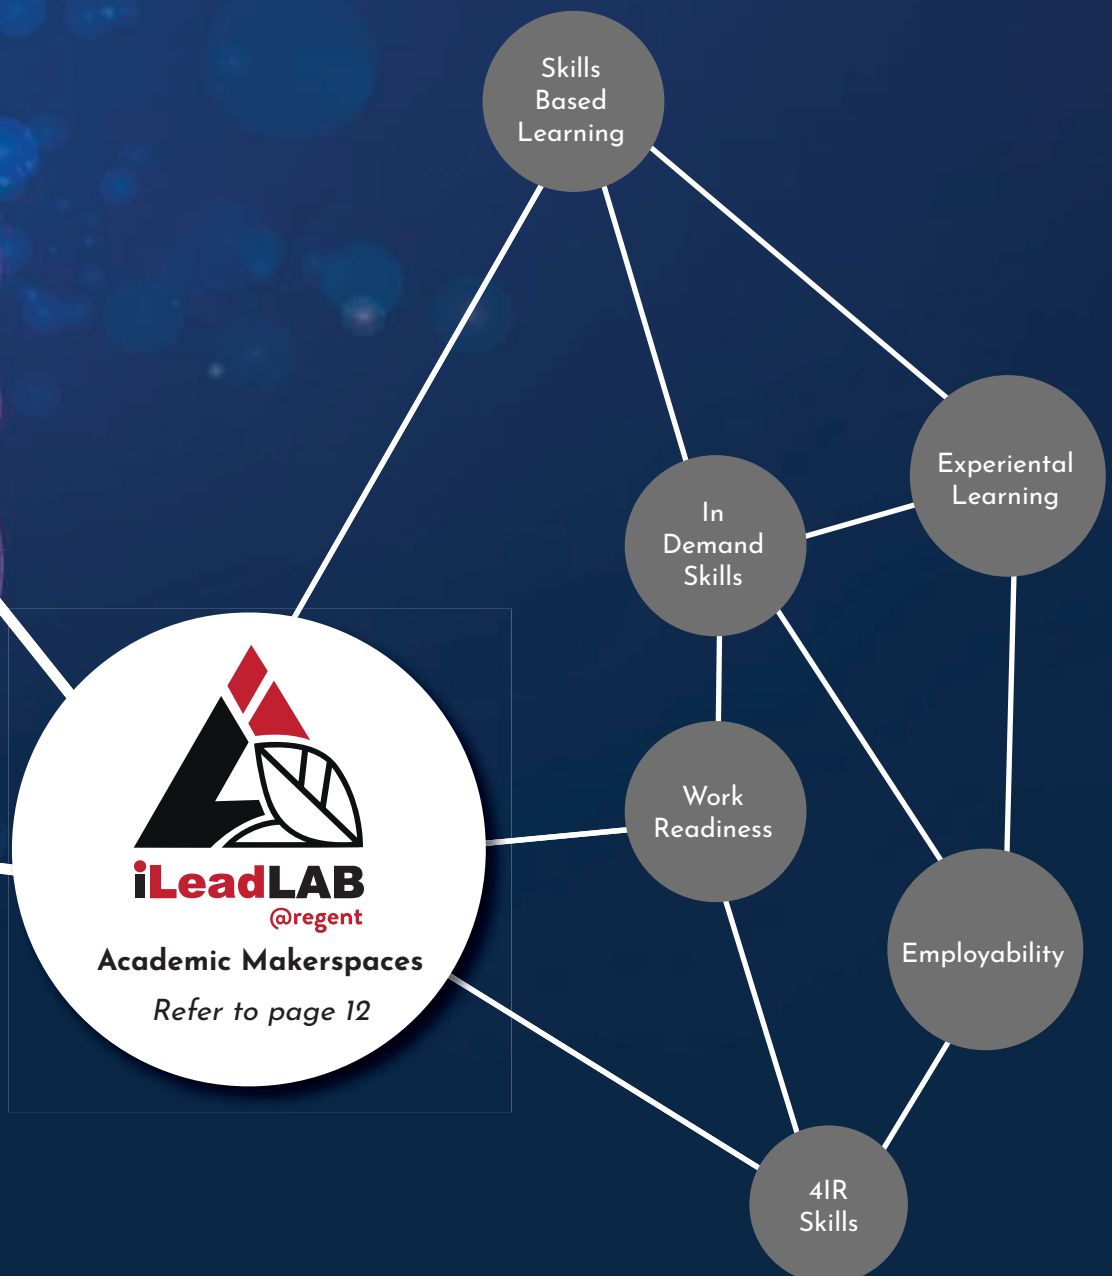 Skills
Based
Learning
Experiental
Learning
In
Demand
Skills
Work
Readiness
iLeadLAB
@regent
Academic Makerspaces
Refer to page 12
Employability
4IR
Skills